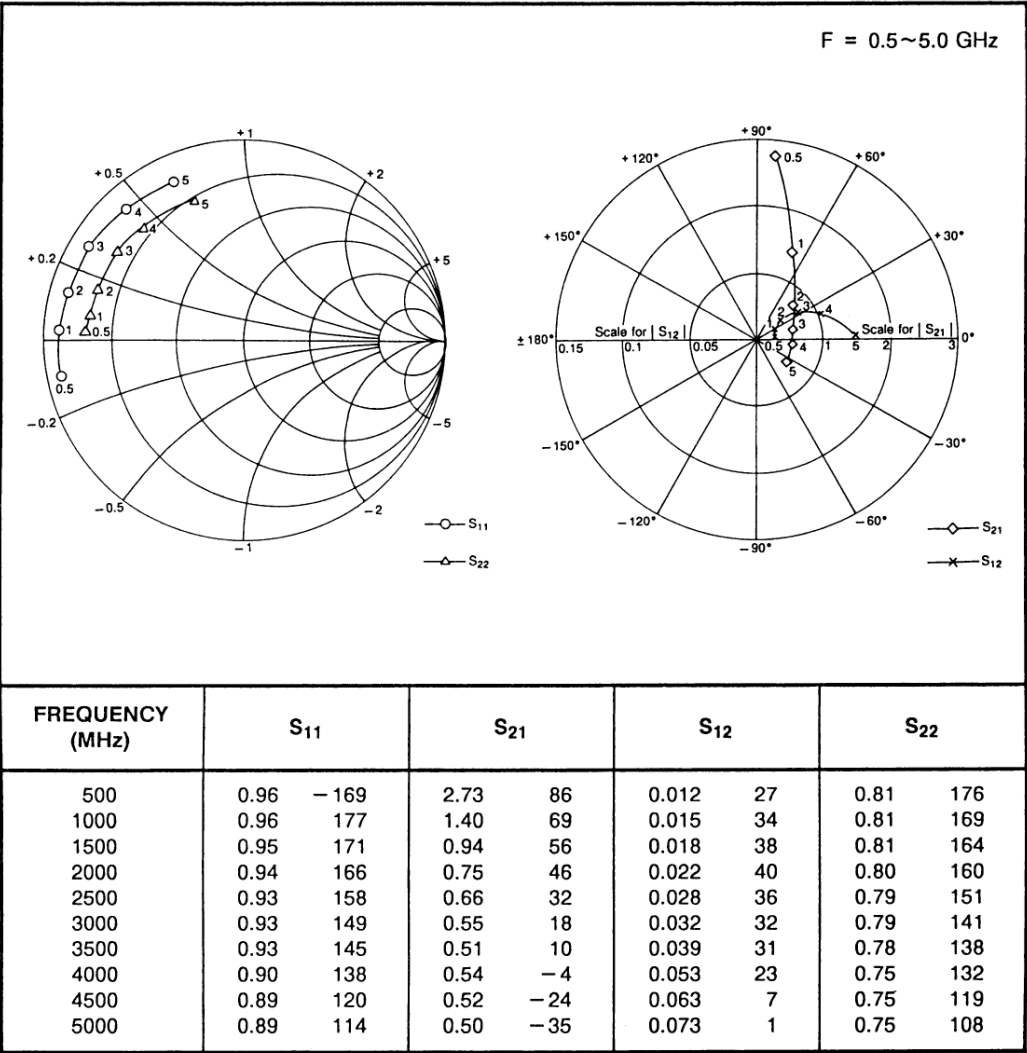 F = 0.5~5.0 GHz
+1
+0.5
+2
5
4
5
4
3
3
+0.2
+5
2
2
1
1
0.5
0.5
−0.2
−5
−0.5
−2
−1
S11
S22
+90°
0.5
+120°
+60°
+150°
+30°
1
2
3
4
2
1
3
±180°
Scale for | S12 |
Scale for | S21 |
0°
0.15
0.1
0.05
0.5
4
1
5
2
3
5
−150°
−30°
−120°
−60°
−90°
S21
S12
FREQUENCY (MHz) S11 S21 S12 S22
500 0.96 −169 2.73 86 0.012 27 0.81 176
1000 0.96 177 1.40 69 0.015 34 0.81 169
1500 0.95 171 0.94 56 0.018 38 0.81 164
2000 0.94 166 0.75 46 0.022 40 0.80 160
2500 0.93 158 0.66 32 0.028 36 0.79 151
3000 0.93 149 0.55 18 0.032 32 0.79 141
3500 0.93 145 0.51 10 0.039 31 0.78 138
4000 0.90 138 0.54 −4 0.053 23 0.75 132
4500 0.89 120 0.52 −24 0.063 7 0.75 119
5000 0.89 114 0.50 −35 0.073 1 0.75 108